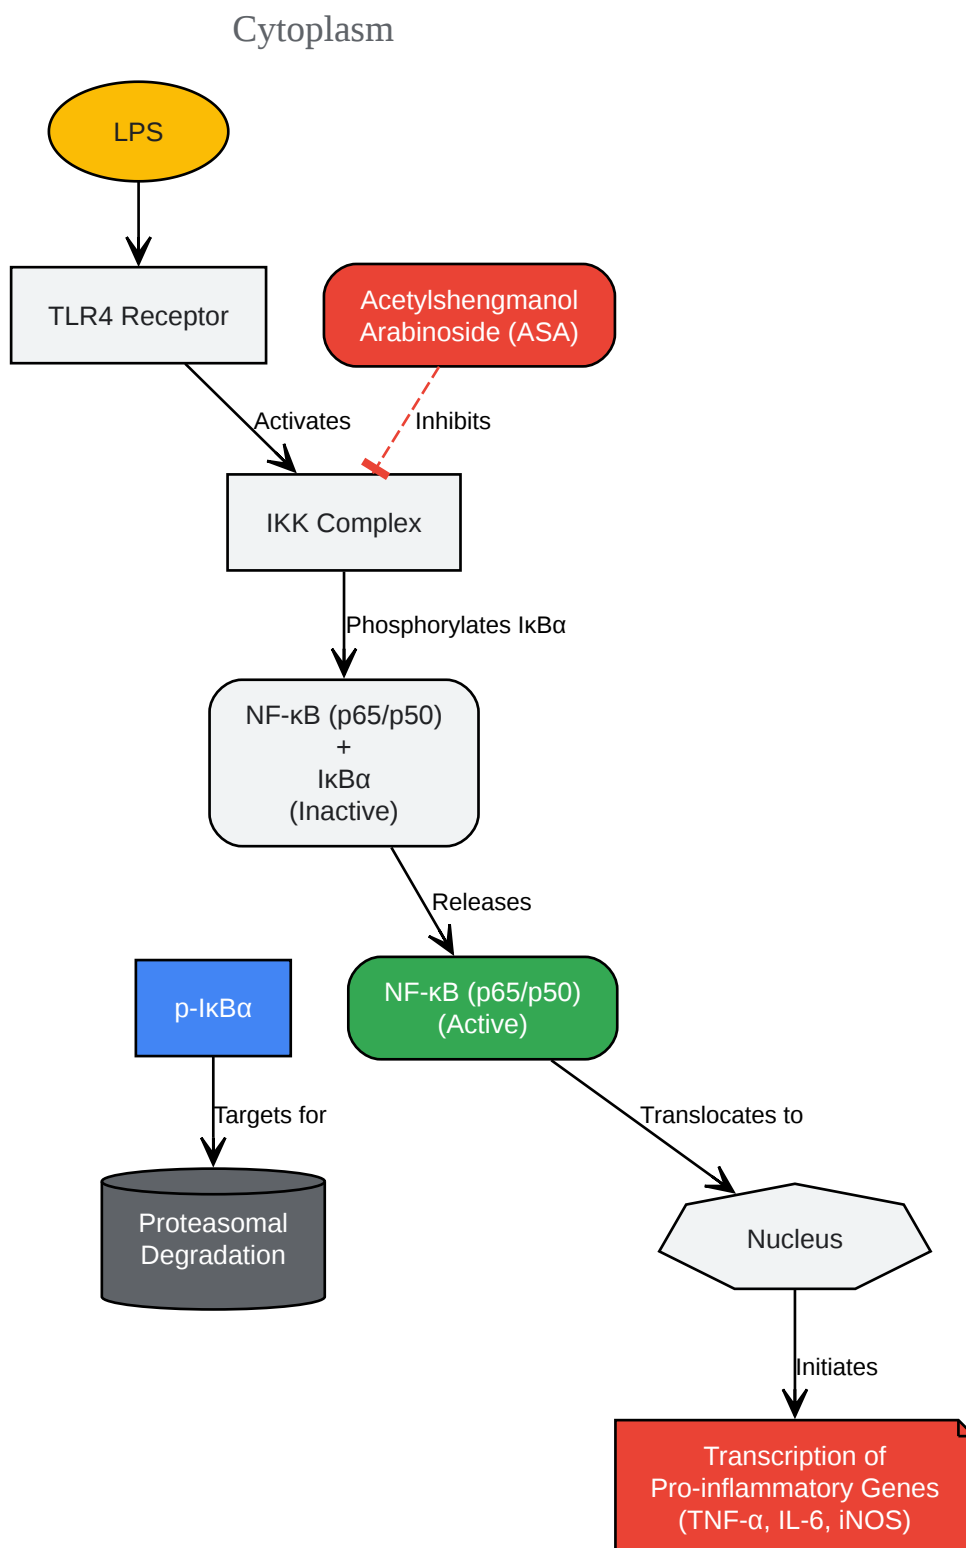 Cytoplasm
LPS
TLR4 Receptor
Acetylshengmanol
Arabinoside (ASA)
Activates
Inhibits
IKK Complex
Phosphorylates IκBα
NF-κB (p65/p50)
+
IκBα
(Inactive)
Releases
p-IκBα
NF-κB (p65/p50)
(Active)
Targets for
Translocates to
Proteasomal
Degradation
Nucleus
Initiates
Transcription of
Pro-inflammatory Genes
(TNF-α, IL-6, iNOS)